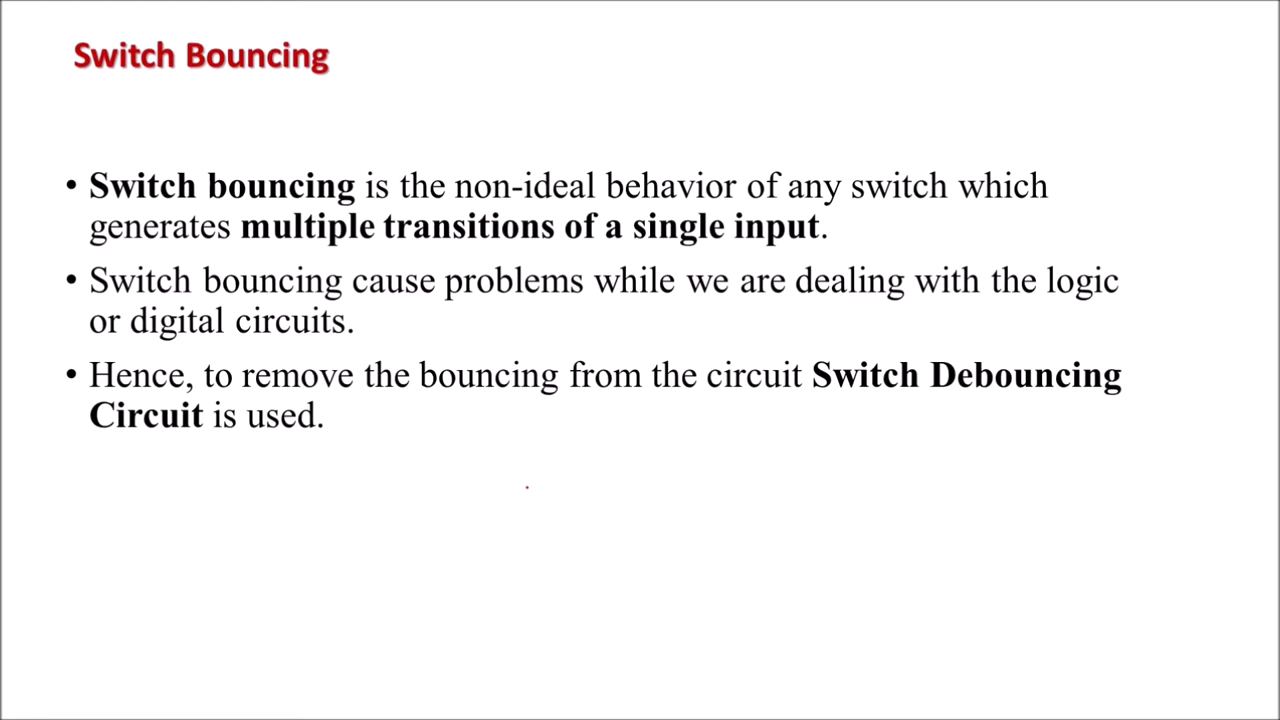 Switch Bouncing
• Switch bouncing is the non-ideal behavior of any switch which
generates multiple transitions of a single input.
• Switch bouncing cause problems while we are dealing with the logic
or digital circuits.
• Hence, to remove the bouncing from the circuit Switch Debouncing
Circuit is used.